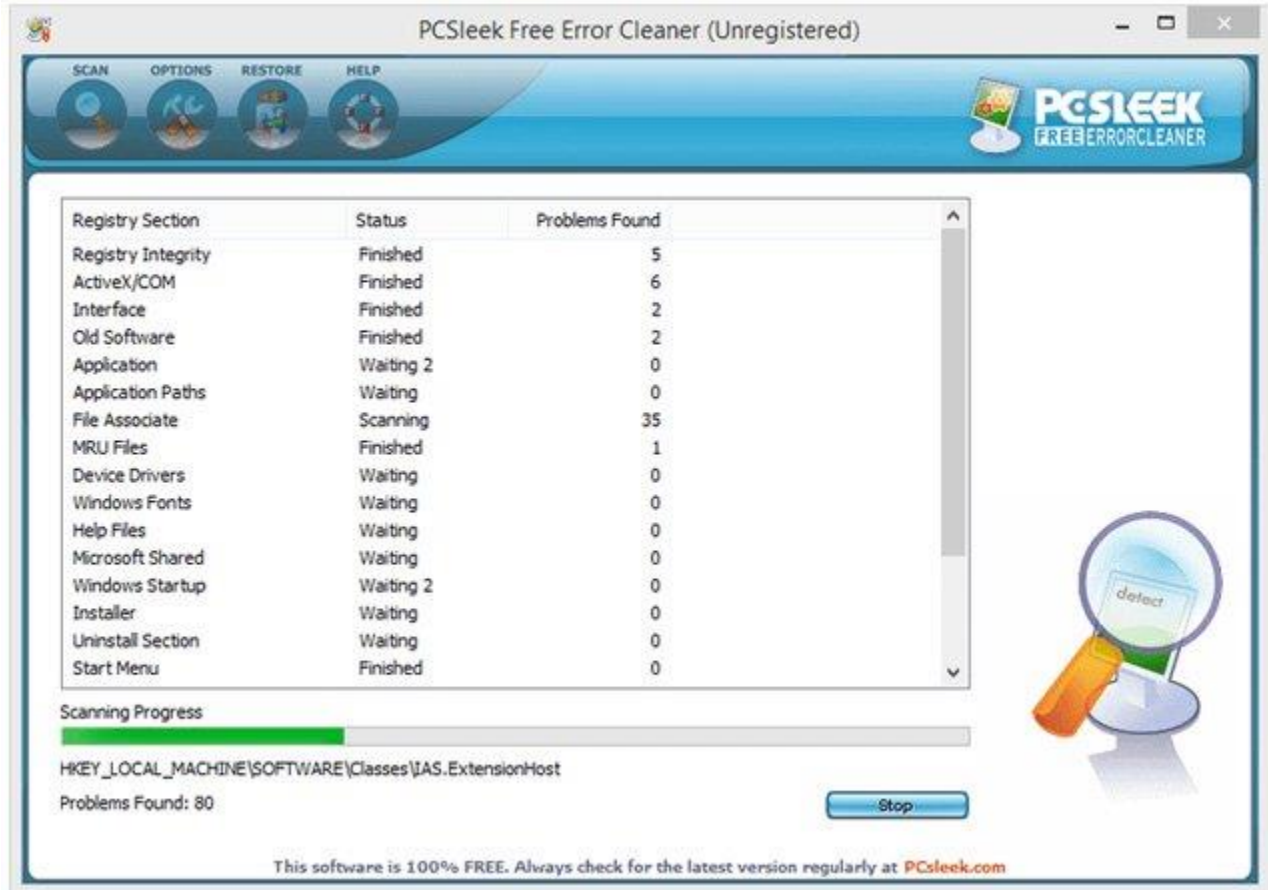 PCSleek Free Error Cleaner (Unregistered)
SCAN OPTIONS RESTORE HELP
PCSLEEK
FREE ERRORCLEANER
Registry Section Status Problems Found
Registry Integrity Finished 5
ActiveX/COM Finished 6
Interface Finished 2
Old Software Finished 2
Application Waiting 2 0
Application Paths Waiting 0
File Associate Scanning 35
MRU Files Finished 1
Device Drivers Waiting 0
Windows Fonts Waiting 0
Help Files Waiting 0
Microsoft Shared Waiting 0
Windows Startup Waiting 2 0
Installer Waiting 0
Uninstall Section Waiting 0
Start Menu Finished 0
detect
Scanning Progress
HKEY_LOCAL_MACHINE\SOFTWARE\Classes\IAS.ExtensionHost
Problems Found: 80
Stop
This software is 100% FREE. Always check for the latest version regularly at PCsleek.com